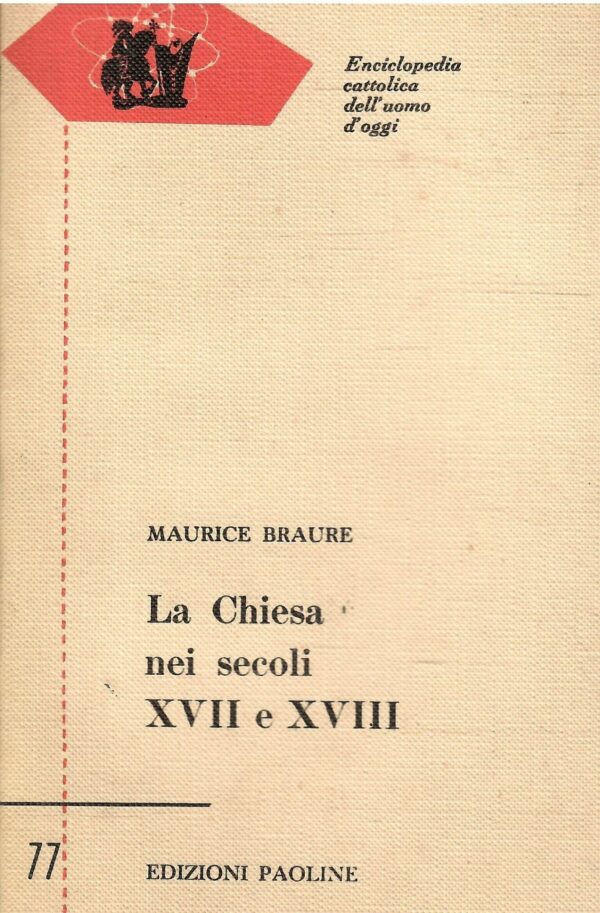 Enciclopedia
cattolica
dell'uomo
d'oggi
MAURICE BRAURE
La Chiesa
nei secoli
XVII e XVIII
77
EDIZIONI PAOLINE